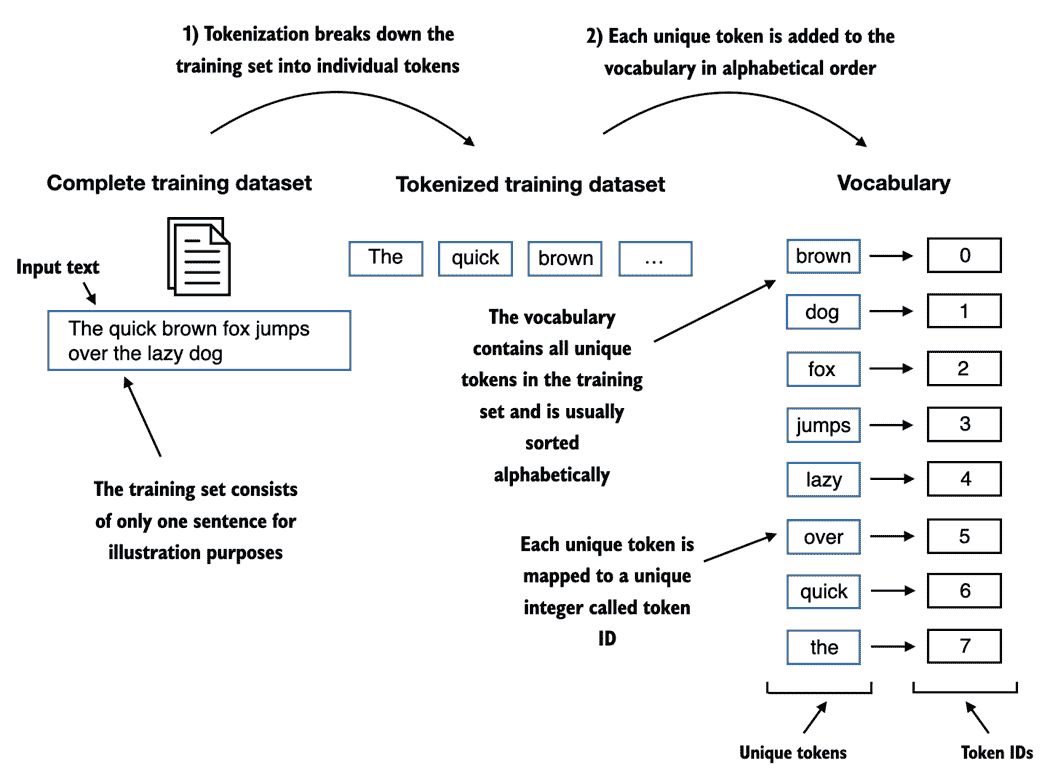 1) Tokenization breaks down the
training set into individual tokens
2) Each unique token is added to the
vocabulary in alphabetical order
Complete training dataset
Tokenized training dataset
Vocabulary
Input text
The quick brown fox jumps
over the lazy dog
The training set consists
of only one sentence for
illustration purposes
The
quick
brown
...
The vocabulary
contains all unique
tokens in the training
set and is usually
sorted
alphabetically
Each unique token is
mapped to a unique
integer called token
ID
brown 0
dog 1
fox 2
jumps 3
lazy 4
over 5
quick 6
the 7
Unique tokens
Token IDs